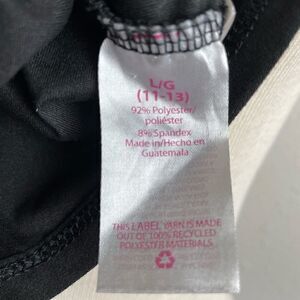 L/G
(11-13)
92% Polyester/
poliéster
8% Spandex
Made in/Hecho en
Guatemala
THIS LABEL YARN IS MADE
OUT OF 100% RECYCLED
POLYESTER MATERIALS